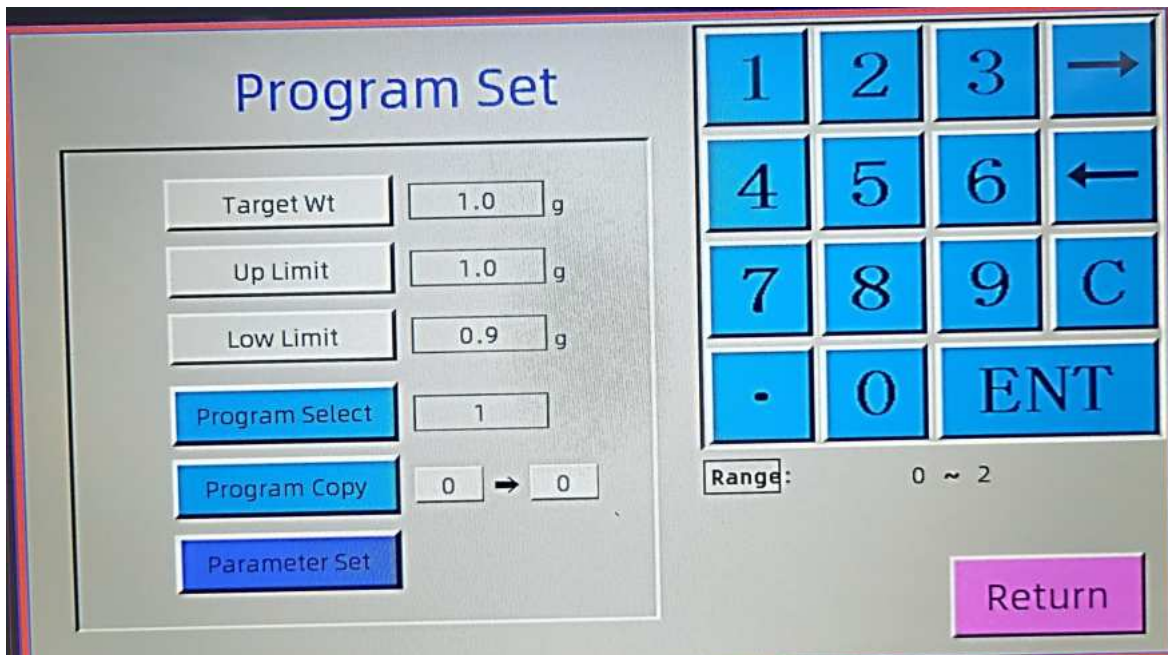 Program Set
Target Wt 1.0 g
Up Limit 1.0 g
Low Limit 0.9 g
Program Select 1
Program Copy 0 → 0
Parameter Set
1 2 3 →
4 5 6 ←
7 8 9 C
. 0 ENT
Range: 0 ~ 2
Return